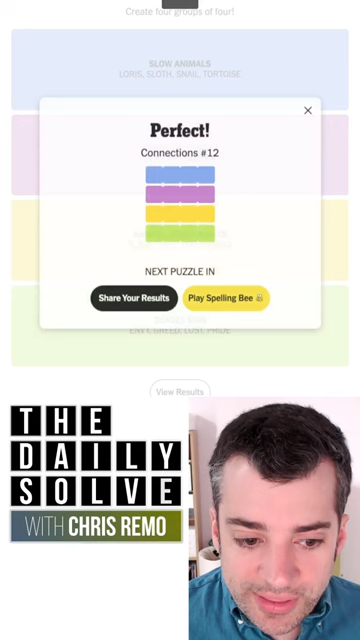 Create four groups of four!
SLOW ANIMALS
LORIS, SLOTH, SNAIL, TORTOISE
Perfect!
Connections #12
NEXT PUZZLE IN
Share Your Results
Play Spelling Bee
ENVY, GREED, LUST, PRIDE
View Results
THE
DAILY
SOLVE
WITH CHRIS REMO